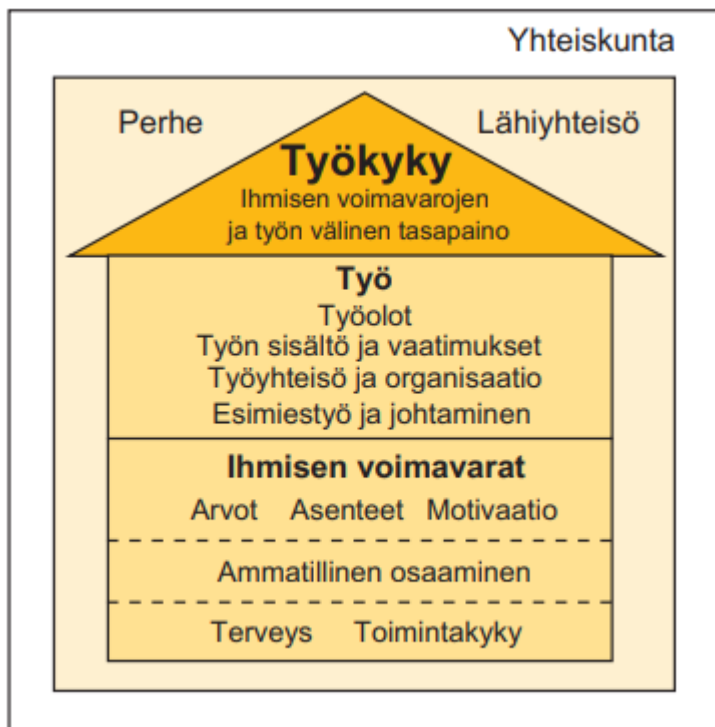 Yhteiskunta
Perhe
Lähiyhteisö
Työkyky
Ihmisen voimavarojen
ja työn välinen tasapaino
Työ
Työolot
Työn sisältö ja vaatimukset
Työyhteisö ja organisaatio
Esimiestyö ja johtaminen
Ihmisen voimavarat
Arvot Asenteet Motivaatio
Ammatillinen osaaminen
Terveys Toimintakyky